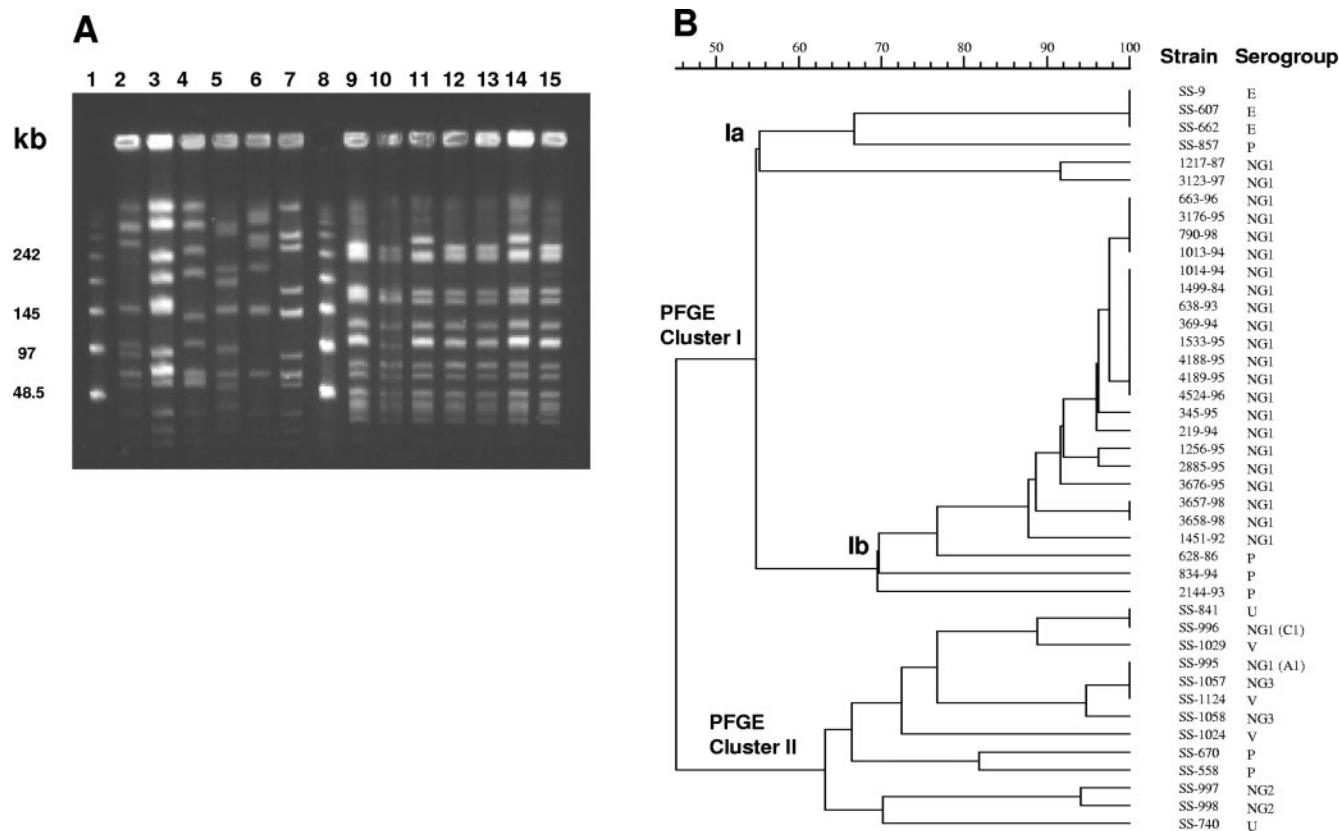 A
1 2 3 4 5 6 7 8 9 10 11 12 13 14 15
kb
242
145
97
48.5
B
50 60 70 80 90 100
Strain Serogroup
SS-9 E
SS-607 E
SS-662 E
SS-857 P
1217-87 NG1
3123-97 NG1
663-96 NG1
3176-95 NG1
790-98 NG1
1013-94 NG1
1014-94 NG1
1499-84 NG1
638-93 NG1
369-94 NG1
1533-95 NG1
4188-95 NG1
4189-95 NG1
4524-96 NG1
345-95 NG1
219-94 NG1
1256-95 NG1
2885-95 NG1
3676-95 NG1
3657-98 NG1
3658-98 NG1
1451-92 NG1
628-86 P
834-94 P
2144-93 P
SS-841 U
SS-996 NG1 (C1)
SS-1029 V
SS-995 NG1 (A1)
SS-1057 NG3
SS-1124 V
SS-1058 NG3
SS-1024 V
SS-670 P
SS-558 P
SS-997 NG2
SS-998 NG2
SS-740 U
Ia
PFGE
Cluster I
Ib
PFGE
Cluster II